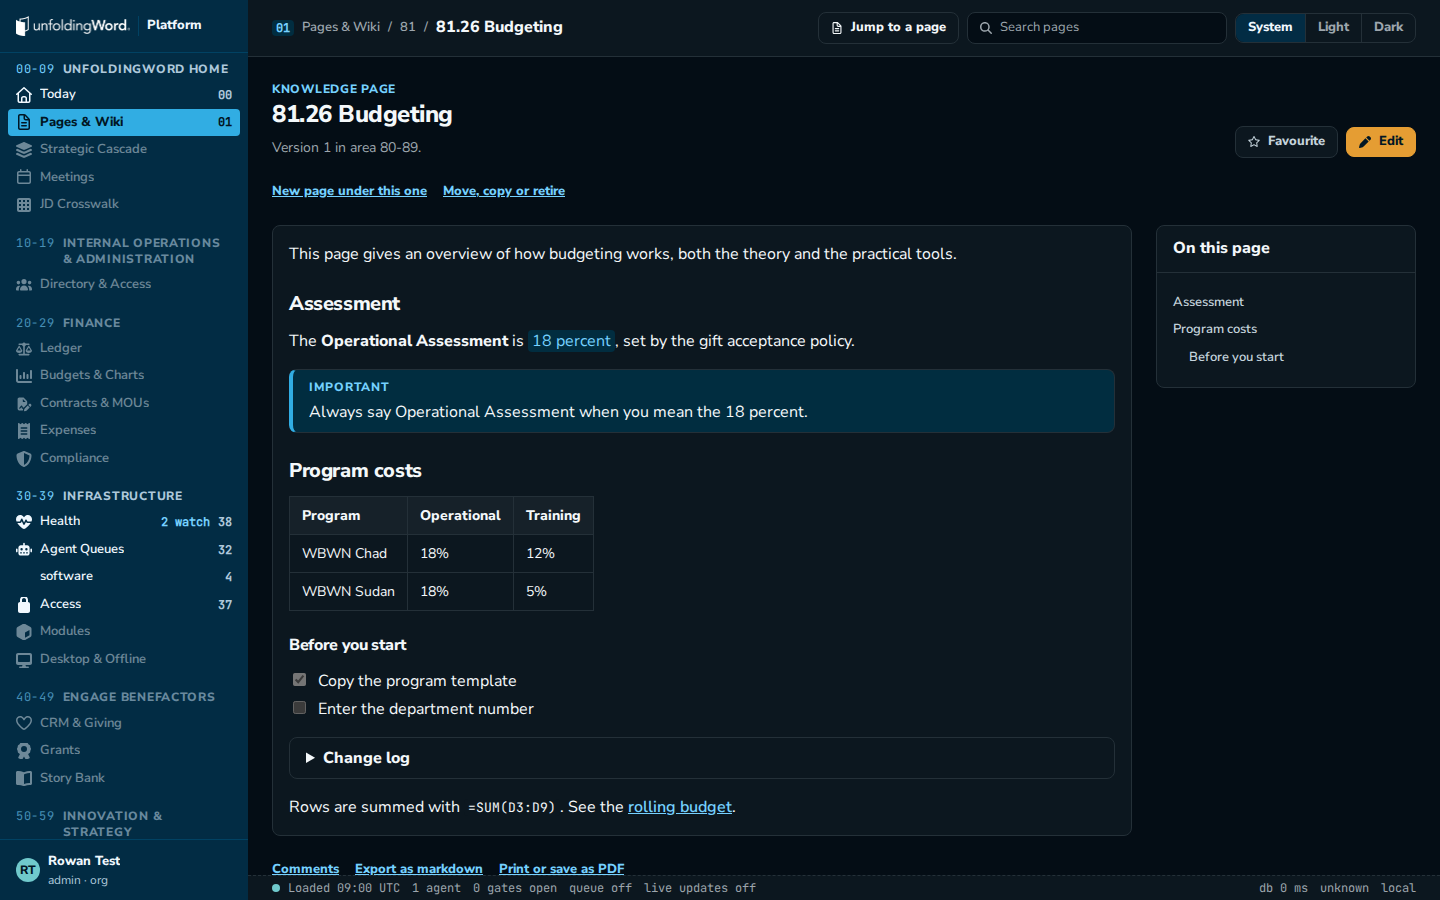 unfoldingWord. Platform
00-09 UNFOLDINGWORD HOME
Today 00
Pages & Wiki 01
Strategic Cascade
Meetings
JD Crosswalk
10-19 INTERNAL OPERATIONS
& ADMINISTRATION
Directory & Access
20-29 FINANCE
Ledger
Budgets & Charts
Contracts & MOUs
Expenses
Compliance
30-39 INFRASTRUCTURE
Health 2 watch 38
Agent Queues 32
software 4
Access 37
Modules
Desktop & Offline
40-49 ENGAGE BENEFACTORS
CRM & Giving
Grants
Story Bank
50-59 INNOVATION &
STRATEGY
RT Rowan Test
admin · org
01 Pages & Wiki / 81 / 81.26 Budgeting
Jump to a page
Search pages
System Light Dark
KNOWLEDGE PAGE
81.26 Budgeting
Version 1 in area 80-89.
Favourite
Edit
New page under this one Move, copy or retire
This page gives an overview of how budgeting works, both the theory and the practical tools.
Assessment
The Operational Assessment is 18 percent, set by the gift acceptance policy.
IMPORTANT
Always say Operational Assessment when you mean the 18 percent.
Program costs
Program Operational Training
WBWN Chad 18% 12%
WBWN Sudan 18% 5%
Before you start
Copy the program template
Enter the department number
Change log
Rows are summed with =SUM(D3:D9). See the rolling budget.
On this page
Assessment
Program costs
Before you start
Comments Export as markdown Print or save as PDF
Loaded 09:00 UTC 1 agent 0 gates open queue off live updates off
db 0 ms unknown local